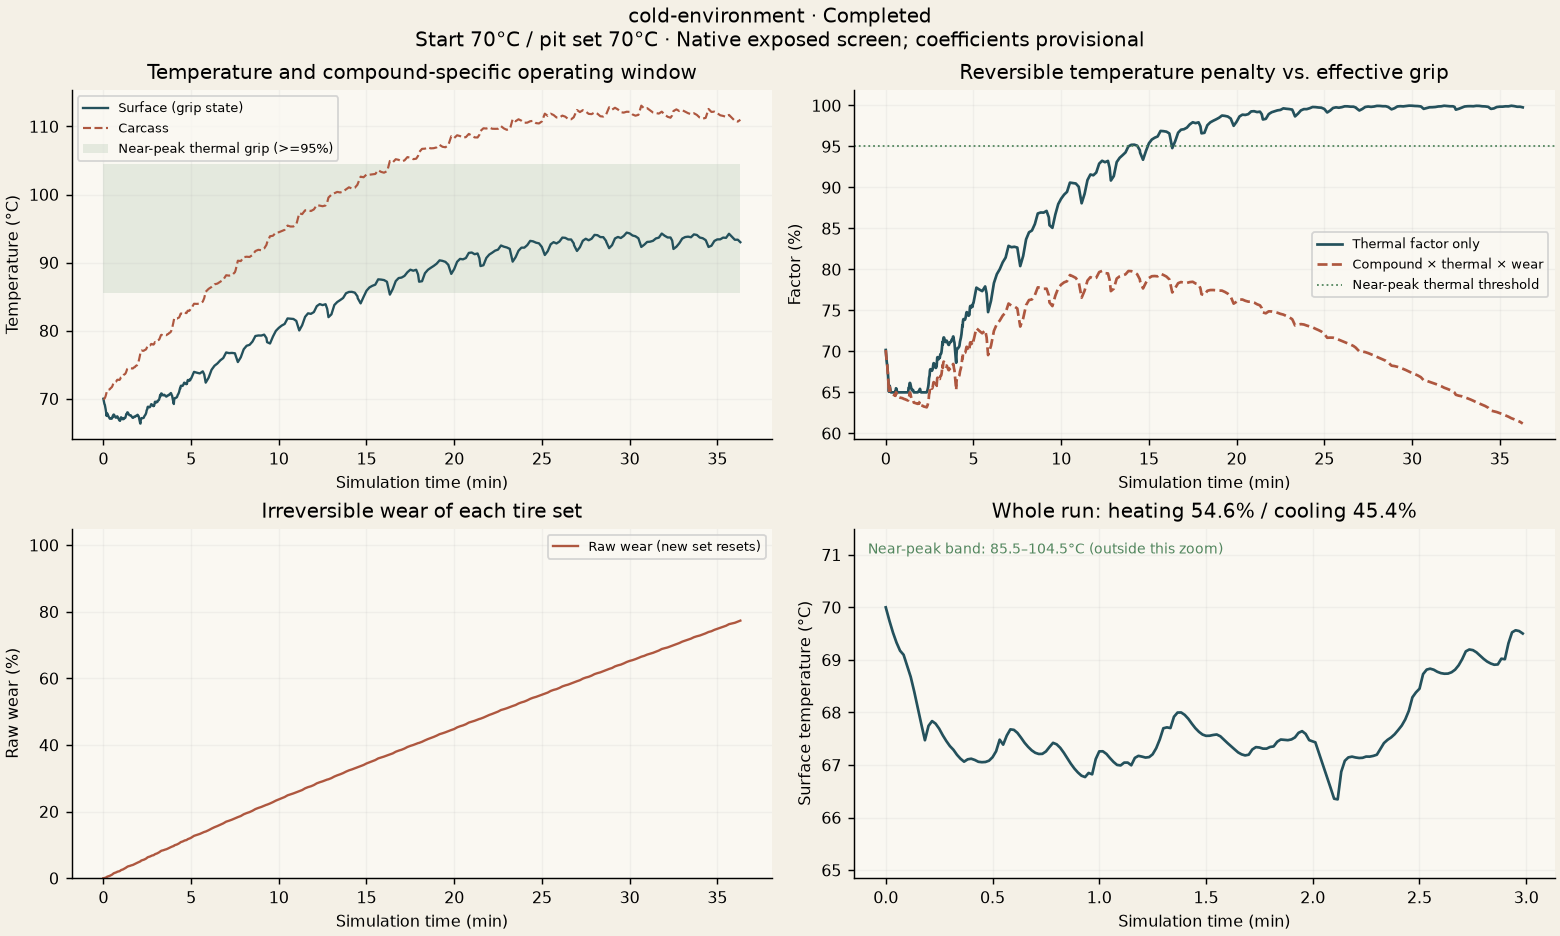 cold-environment · Completed
Start 70°C / pit set 70°C · Native exposed screen; coefficients provisional
Temperature and compound-specific operating window
Surface (grip state)
Carcass
Near-peak thermal grip (>=95%)
Temperature (°C)
110
100
90
80
70
0 5 10 15 20 25 30 35
Simulation time (min)
Reversible temperature penalty vs. effective grip
Factor (%)
100
95
90
85
80
75
70
65
60
Thermal factor only
Compound × thermal × wear
Near-peak thermal threshold
0 5 10 15 20 25 30 35
Simulation time (min)
Irreversible wear of each tire set
Raw wear (new set resets)
Raw wear (%)
100
80
60
40
20
0
0 5 10 15 20 25 30 35
Simulation time (min)
Whole run: heating 54.6% / cooling 45.4%
Near-peak band: 85.5–104.5°C (outside this zoom)
Surface temperature (°C)
71
70
69
68
67
66
65
0.0 0.5 1.0 1.5 2.0 2.5 3.0
Simulation time (min)